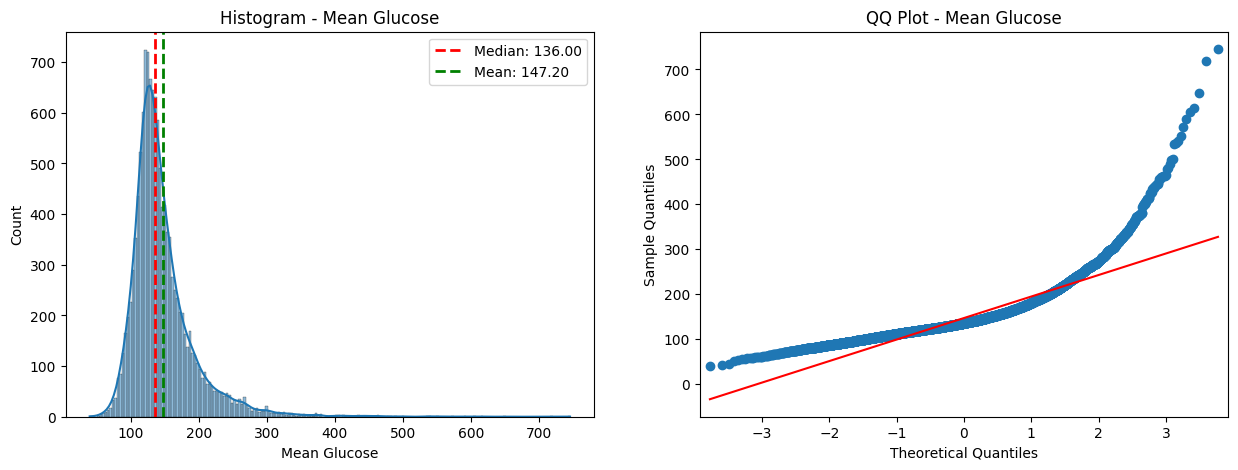 Histogram - Mean Glucose
Median: 136.00
Mean: 147.20
Count
700
600
500
400
300
200
100
0
100 200 300 400 500 600 700
Mean Glucose
QQ Plot - Mean Glucose
Sample Quantiles
700
600
500
400
300
200
100
0
−3 −2 −1 0 1 2 3
Theoretical Quantiles